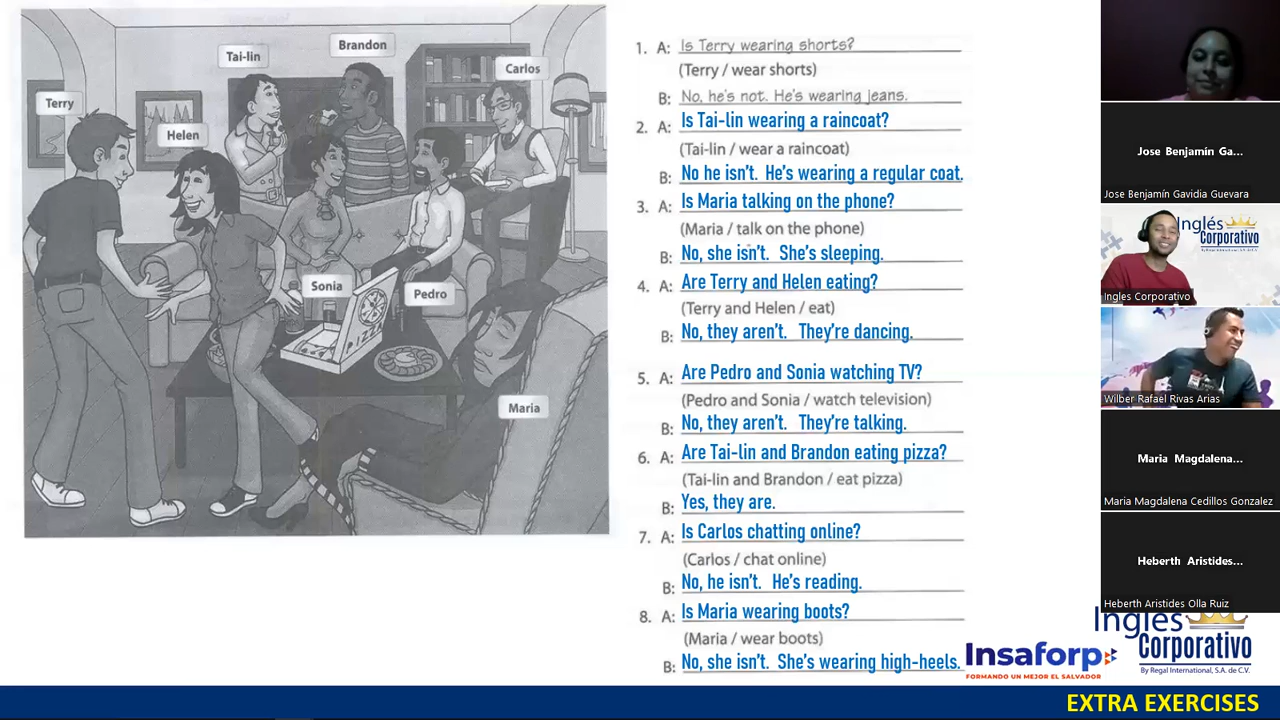 Terry
Helen
Tai-lin
Brandon
Carlos
Sonia
Pedro
Maria
PIZZA
1. A: Is Terry wearing shorts?
(Terry / wear shorts)
B: No, he's not. He's wearing jeans.
2. A: Is Tai-lin wearing a raincoat?
(Tai-lin / wear a raincoat)
B: No he isn't. He's wearing a regular coat.
3. A: Is Maria talking on the phone?
(Maria / talk on the phone)
B: No, she isn't. She's sleeping.
4. A: Are Terry and Helen eating?
(Terry and Helen / eat)
B: No, they aren't. They're dancing.
5. A: Are Pedro and Sonia watching TV?
(Pedro and Sonia / watch television)
B: No, they aren't. They're talking.
6. A: Are Tai-lin and Brandon eating pizza?
(Tai-lin and Brandon / eat pizza)
B: Yes, they are.
7. A: Is Carlos chatting online?
(Carlos / chat online)
B: No, he isn't. He's reading.
8. A: Is Maria wearing boots?
(Maria / wear boots)
B: No, she isn't. She's wearing high-heels.
Jose Benjamín Ga...
Jose Benjamín Gavidia Guevara
Inglés
Corporativo
Ingles Corporativo
Wilber Rafael Rivas Arias
Maria Magdalena...
Maria Magdalena Cedillos Gonzalez
Heberth Aristides...
Heberth Aristides Olla Ruiz
Insaforp
FORMANDO UN MEJOR EL SALVADOR
Inglés
Corporativo
By Regal International, S.A. de C.V.
EXTRA EXERCISES